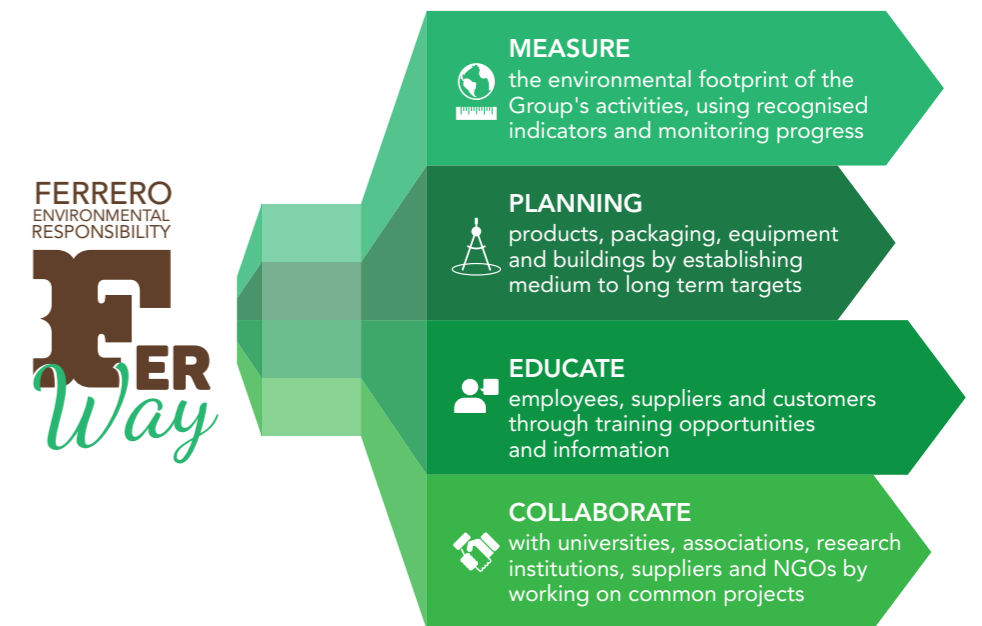 FERRERO
ENVIRONMENTAL
RESPONSIBILITY
FER
Way
MEASURE
the environmental footprint of the
Group's activities, using recognised
indicators and monitoring progress
PLANNING
products, packaging, equipment
and buildings by establishing
medium to long term targets
EDUCATE
employees, suppliers and customers
through training opportunities
and information
COLLABORATE
with universities, associations, research
institutions, suppliers and NGOs by
working on common projects